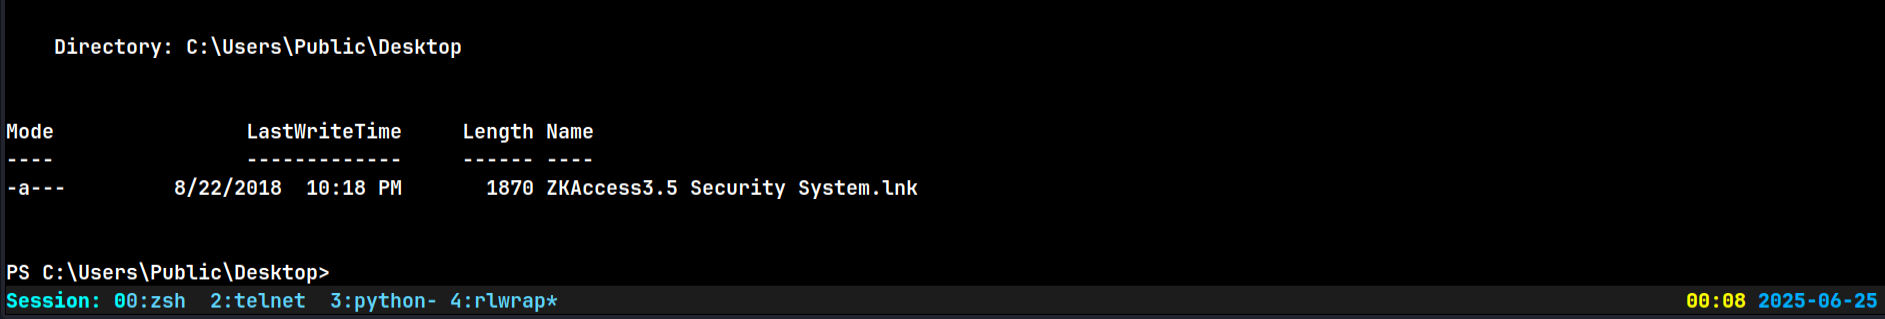 Directory: C:\Users\Public\Desktop
Mode                LastWriteTime     Length Name
----                -------------     ------ ----
-a---         8/22/2018  10:18 PM       1870 ZKAccess3.5 Security System.lnk
PS C:\Users\Public\Desktop>
Session: 00:zsh  2:telnet  3:python- 4:rlwrap* 00:08 2025-06-25